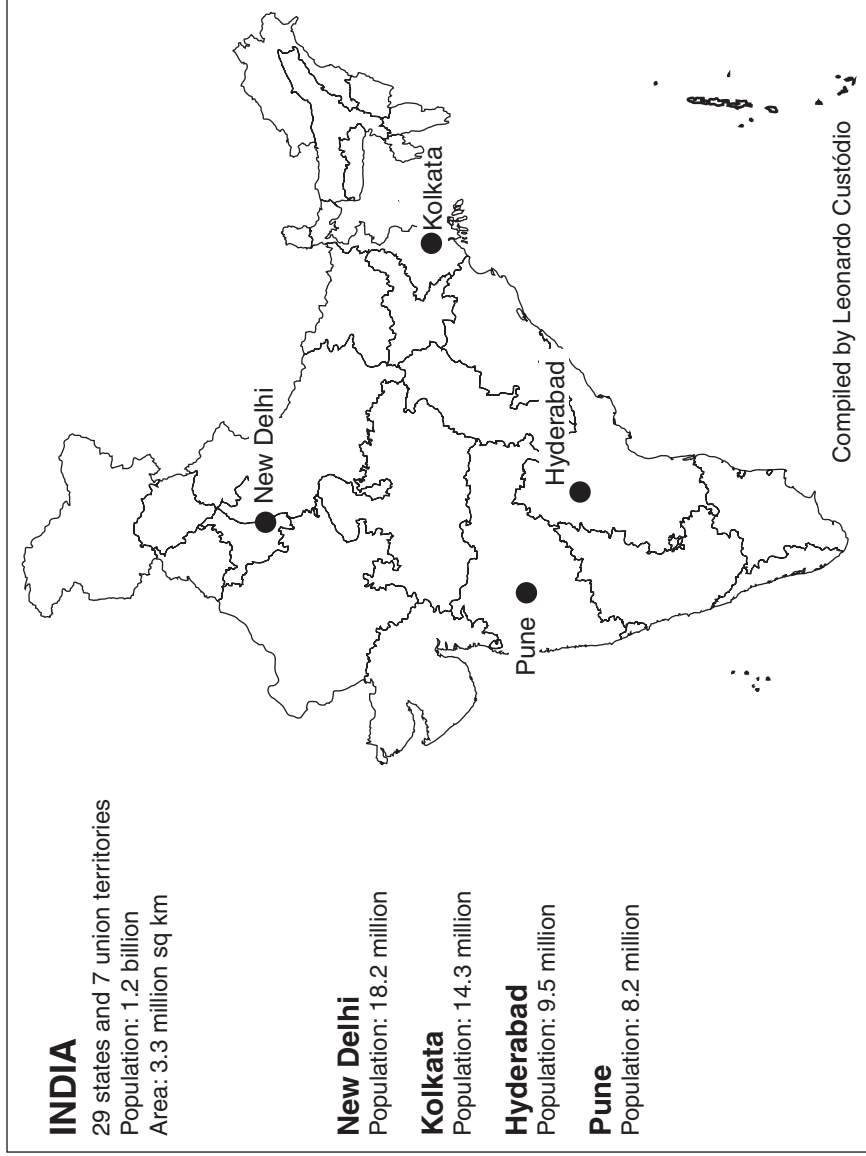 INDIA
29 states and 7 union territories
Population: 1.2 billion
Area: 3.3 million sq km
New Delhi
Population: 18.2 million
Kolkata
Population: 14.3 million
Hyderabad
Population: 9.5 million
Pune
Population: 8.2 million
New Delhi
Kolkata
Hyderabad
Pune
Compiled by Leonardo Custódio